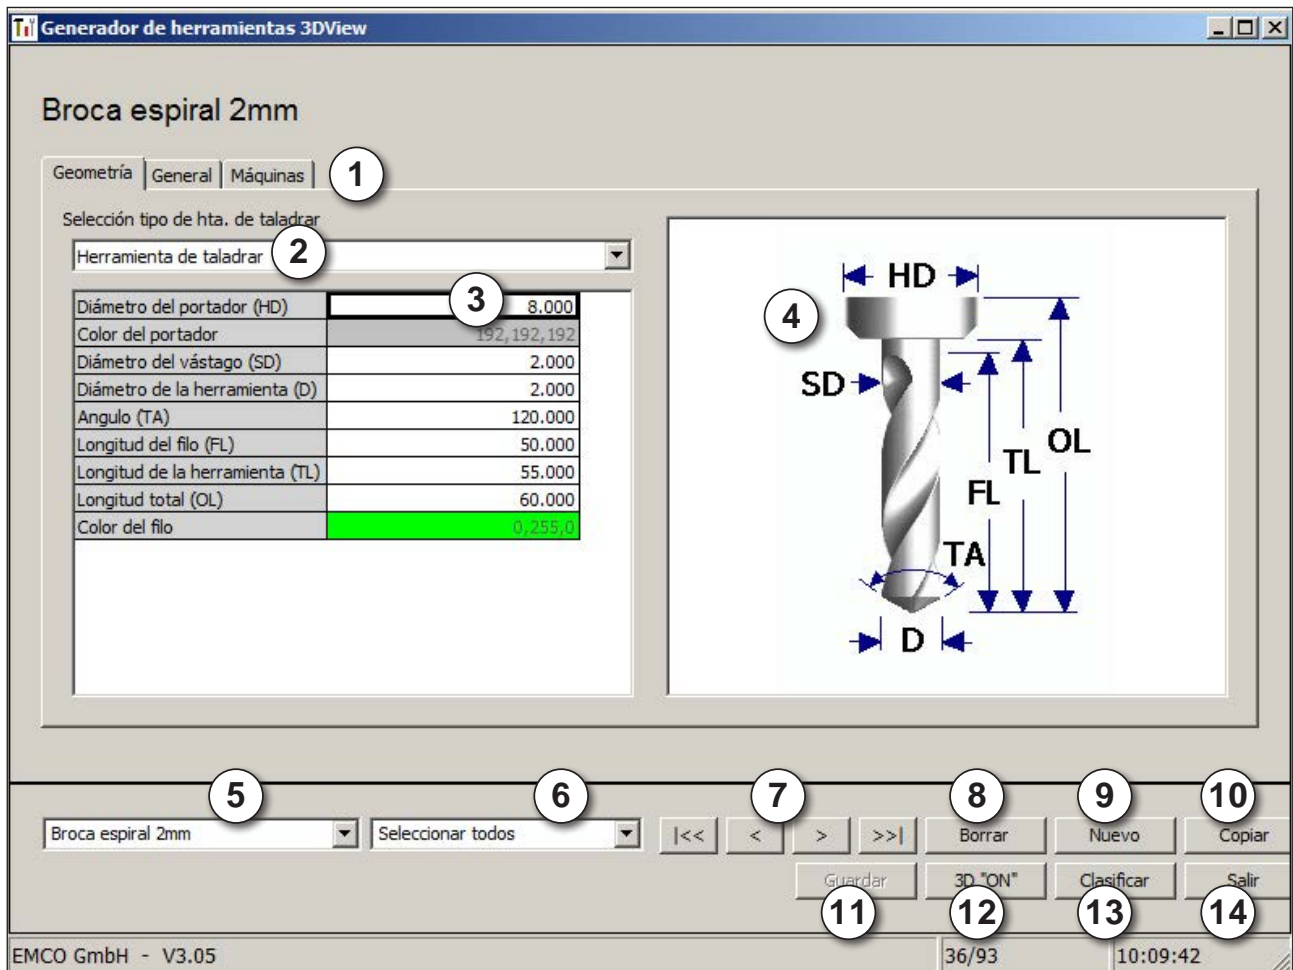 Generador de herramientas 3DView
Broca espiral 2mm
Geometría General Máquinas 1
Selección tipo de hta. de taladrar
Herramienta de taladrar 2
Diámetro del portador (HD) 8.000 3
Color del portador 192,192,192
Diámetro del vástago (SD) 2.000
Diámetro de la herramienta (D) 2.000
Angulo (TA) 120.000
Longitud del filo (FL) 50.000
Longitud de la herramienta (TL) 55.000
Longitud total (OL) 60.000
Color del filo 0,255,0
HD
4
SD
OL
TL
FL
TA
D
5 6 7 8 9 10
Broca espiral 2mm Seleccionar todos |<< < > >>| Borrar Nuevo Copiar
Guardar 3D "ON" Clasificar Salir
11 12 13 14
EMCO GmbH - V3.05 36/93 10:09:42